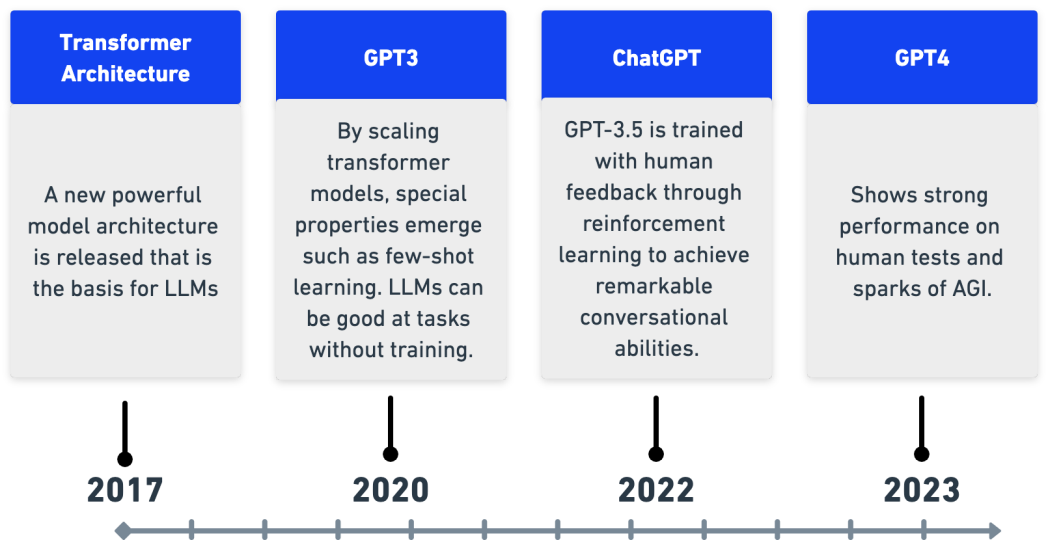 Transformer
Architecture
A new powerful
model architecture
is released that is
the basis for LLMs
GPT3
By scaling
transformer
models, special
properties emerge
such as few-shot
learning. LLMs can
be good at tasks
without training.
ChatGPT
GPT-3.5 is trained
with human
feedback through
reinforcement
learning to achieve
remarkable
conversational
abilities.
GPT4
Shows strong
performance on
human tests and
sparks of AGI.
2017
2020
2022
2023